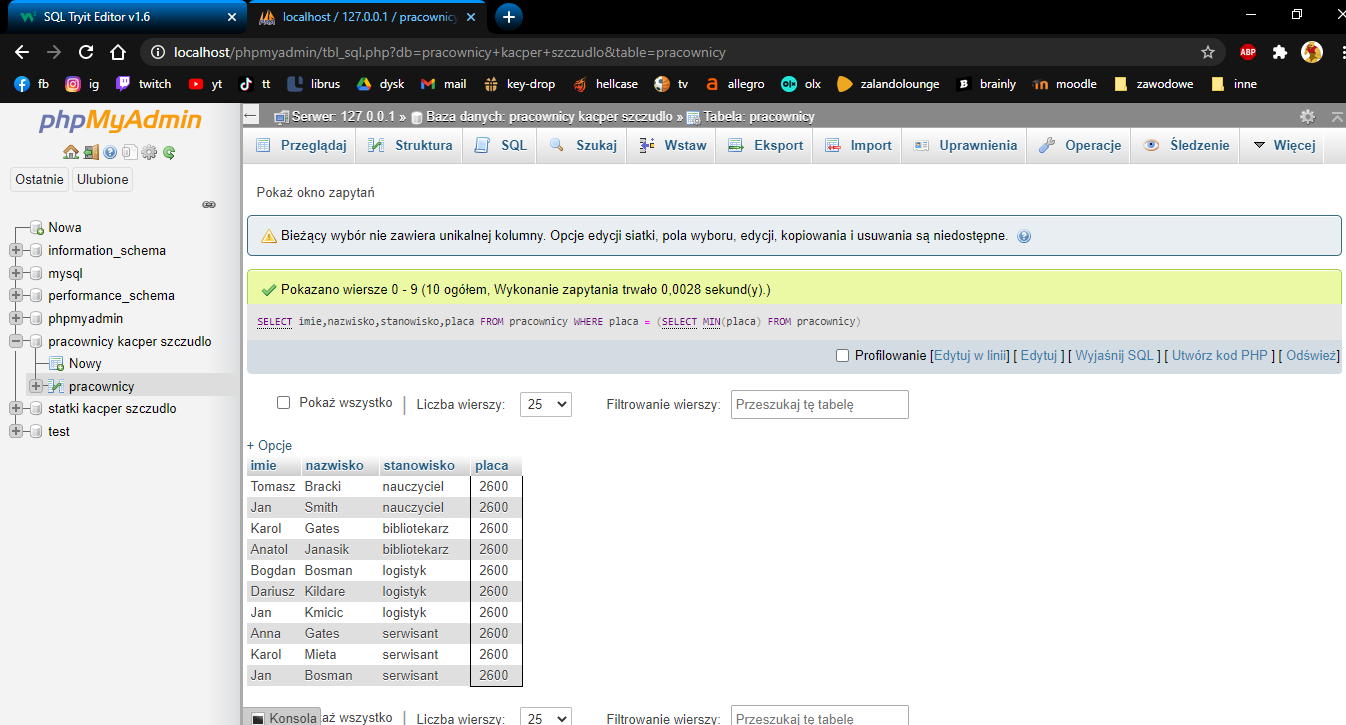 SQL Tryit Editor v1.6
localhost / 127.0.0.1 / pracownicy
localhost/phpmyadmin/tbl_sql.php?db=pracownicy+kacper+szczudlo&table=pracownicy
ABP
fb ig twitch yt tt librus dysk mail key-drop hellcase tv allegro olx zalandolounge brainly moodle zawodowe inne
phpMyAdmin
Ostatnie Ulubione
Nowa
information_schema
mysql
performance_schema
phpmyadmin
pracownicy kacper szczudlo
Nowy
pracownicy
statki kacper szczudlo
test
Serwer: 127.0.0.1 » Baza danych: pracownicy kacper szczudlo » Tabela: pracownicy
Przeglądaj Struktura SQL Szukaj Wstaw Eksport Import Uprawnienia Operacje Śledzenie Więcej
Pokaż okno zapytań
Bieżący wybór nie zawiera unikalnej kolumny. Opcje edycji siatki, pola wyboru, edycji, kopiowania i usuwania są niedostępne.
Pokazano wiersze 0 - 9 (10 ogółem, Wykonanie zapytania trwało 0,0028 sekund(y).)
SELECT imie,nazwisko,stanowisko,placa FROM pracownicy WHERE placa = (SELECT MIN(placa) FROM pracownicy)
Profilowanie [Edytuj w linii] [ Edytuj ] [ Wyjaśnij SQL ] [ Utwórz kod PHP ] [ Odśwież]
Pokaż wszystko | Liczba wierszy: 25 Filtrowanie wierszy: Przeszukaj tę tabelę
+ Opcje
imie nazwisko stanowisko placa
Tomasz Bracki nauczyciel 2600
Jan Smith nauczyciel 2600
Karol Gates bibliotekarz 2600
Anatol Janasik bibliotekarz 2600
Bogdan Bosman logistyk 2600
Dariusz Kildare logistyk 2600
Jan Kmicic logistyk 2600
Anna Gates serwisant 2600
Karol Mieta serwisant 2600
Jan Bosman serwisant 2600
Konsola aż wszystko | Liczba wierszy: 25 Filtrowanie wierszy: Przeszukaj tę tabelę